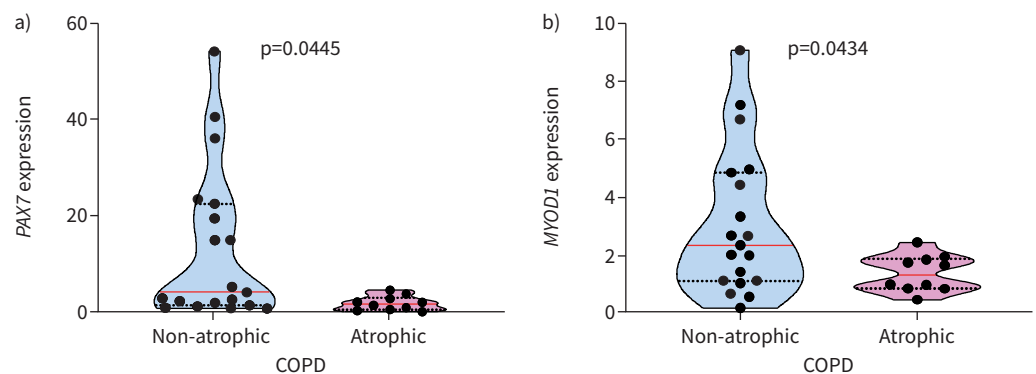 a)
PAX7 expression
60
40
20
0
p=0.0445
Non-atrophic
Atrophic
COPD
b)
MYOD1 expression
10
8
6
4
2
0
p=0.0434
Non-atrophic
Atrophic
COPD